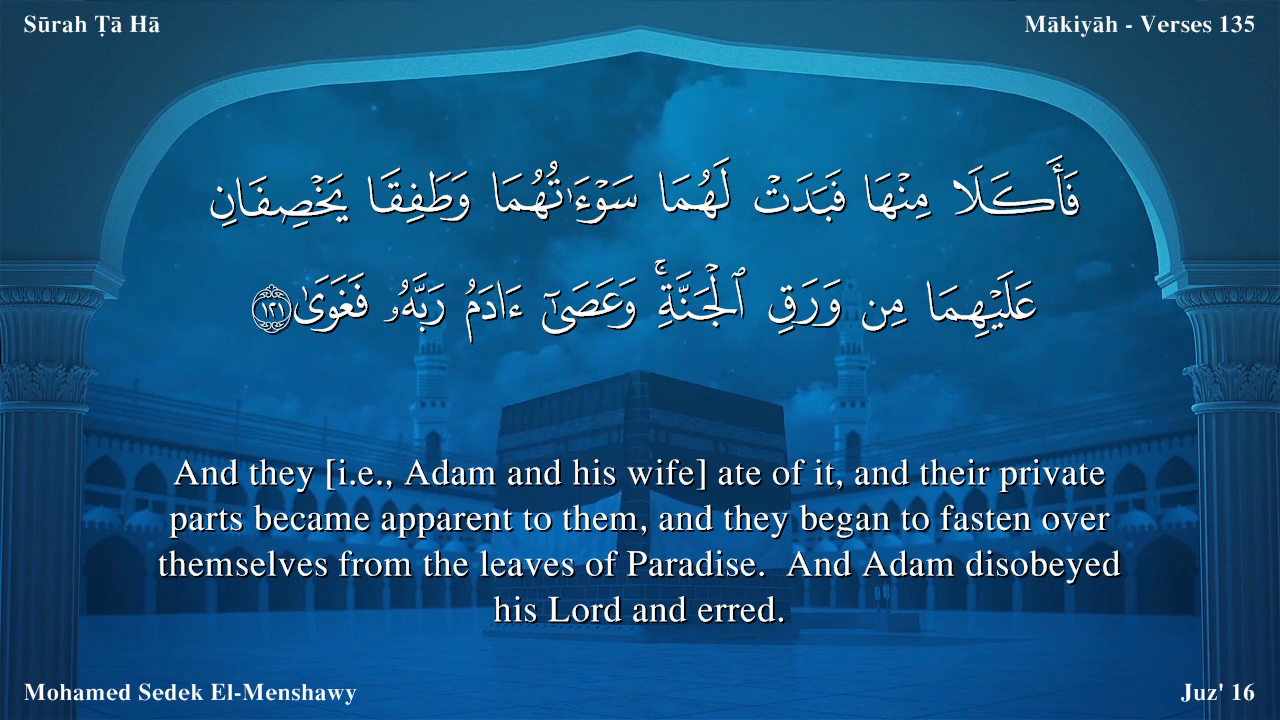 Sūrah Ṭā Hā
Mākiyāh - Verses 135
فَأَكَلَا مِنْهَا فَبَدَتْ لَهُمَا سَوْءَٰتُهُمَا وَطَفِقَا يَخْصِفَانِ
عَلَيْهِمَا مِن وَرَقِ ٱلْجَنَّةِ ۚ وَعَصَىٰٓ ءَادَمُ رَبَّهُۥ فَغَوَىٰ ١٢١
And they [i.e., Adam and his wife] ate of it, and their private
parts became apparent to them, and they began to fasten over
themselves from the leaves of Paradise.  And Adam disobeyed
his Lord and erred.
Mohamed Sedek El-Menshawy
Juz' 16